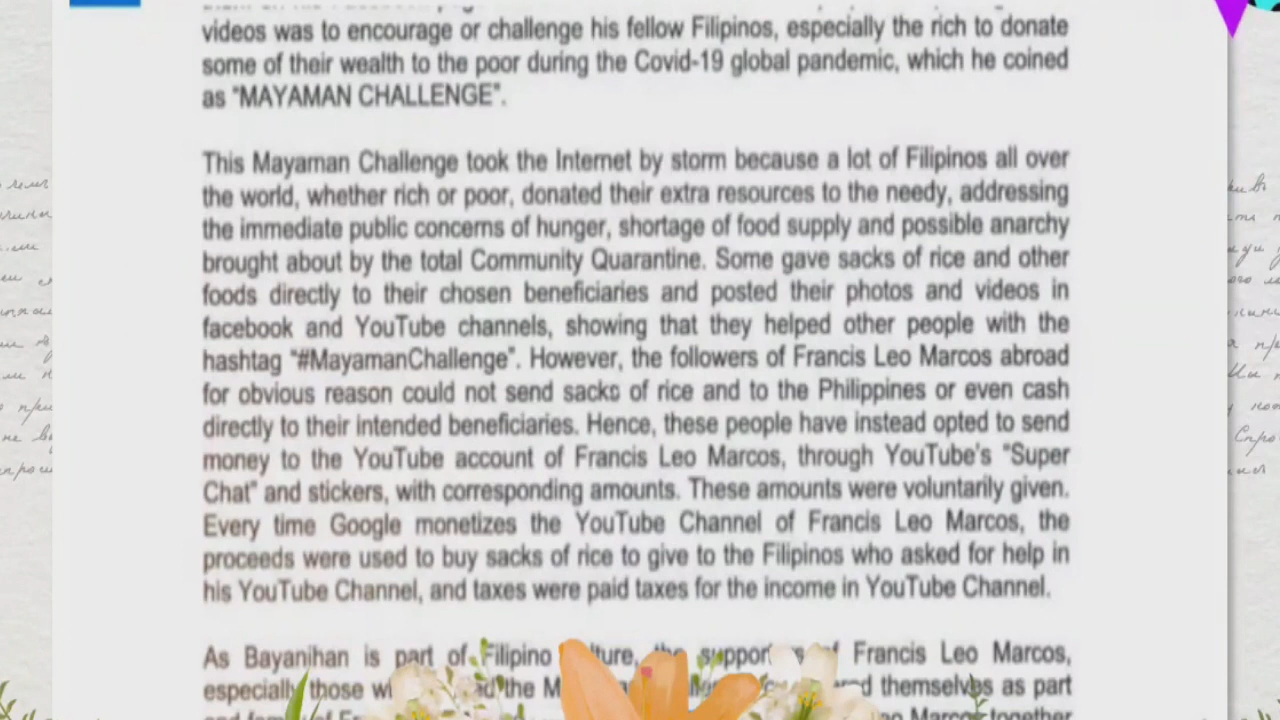 videos was to encourage or challenge his fellow Filipinos, especially the rich to donate
some of their wealth to the poor during the Covid-19 global pandemic, which he coined
as "MAYAMAN CHALLENGE".
This Mayaman Challenge took the Internet by storm because a lot of Filipinos all over
the world, whether rich or poor, donated their extra resources to the needy, addressing
the immediate public concerns of hunger, shortage of food supply and possible anarchy
brought about by the total Community Quarantine. Some gave sacks of rice and other
foods directly to their chosen beneficiaries and posted their photos and videos in
facebook and YouTube channels, showing that they helped other people with the
hashtag "#MayamanChallenge". However, the followers of Francis Leo Marcos abroad
for obvious reason could not send sacks of rice and to the Philippines or even cash
directly to their intended beneficiaries. Hence, these people have instead opted to send
money to the YouTube account of Francis Leo Marcos, through YouTube's "Super
Chat" and stickers, with corresponding amounts. These amounts were voluntarily given.
Every time Google monetizes the YouTube Channel of Francis Leo Marcos, the
proceeds were used to buy sacks of rice to give to the Filipinos who asked for help in
his YouTube Channel, and taxes were paid taxes for the income in YouTube Channel.
As Bayanihan is part of Filipino the of Francis Leo Marcos,
especially those the themselves as part
Marcos together